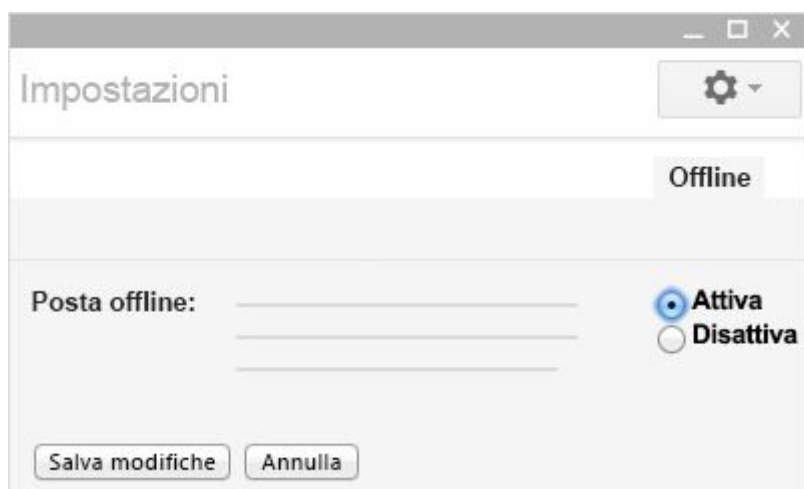 Impostazioni
Offline
Posta offline:
Attiva
Disattiva
Salva modifiche
Annulla